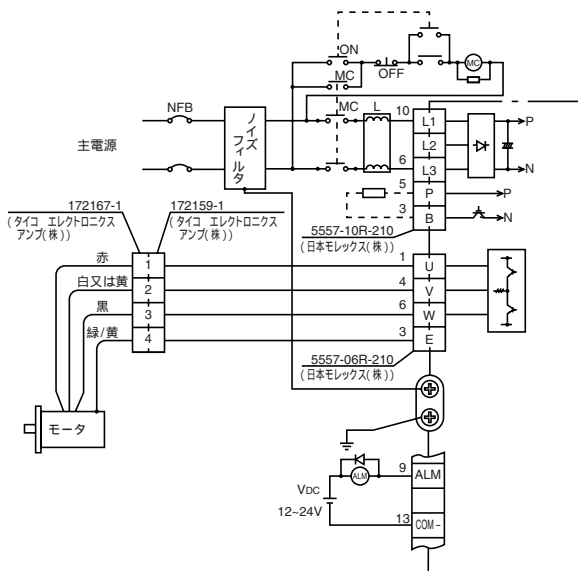 ON
MC
OFF
MC
NFB
ノイズフィルタ
MC
L
10
L1
P
主電源
L2
6
L3
N
5
P
P
3
B
N
172167-1
172159-1
(タイコ エレクトロニクス
アンプ(株))
(タイコ エレクトロニクス
アンプ(株))
5557-10R-210
(日本モレックス(株))
赤
1
1
U
白又は黄
2
4
V
黒
3
6
W
緑/黄
4
3
E
5557-06R-210
(日本モレックス(株))
モータ
VDC
12~24V
ALM
9
ALM
13
COM-